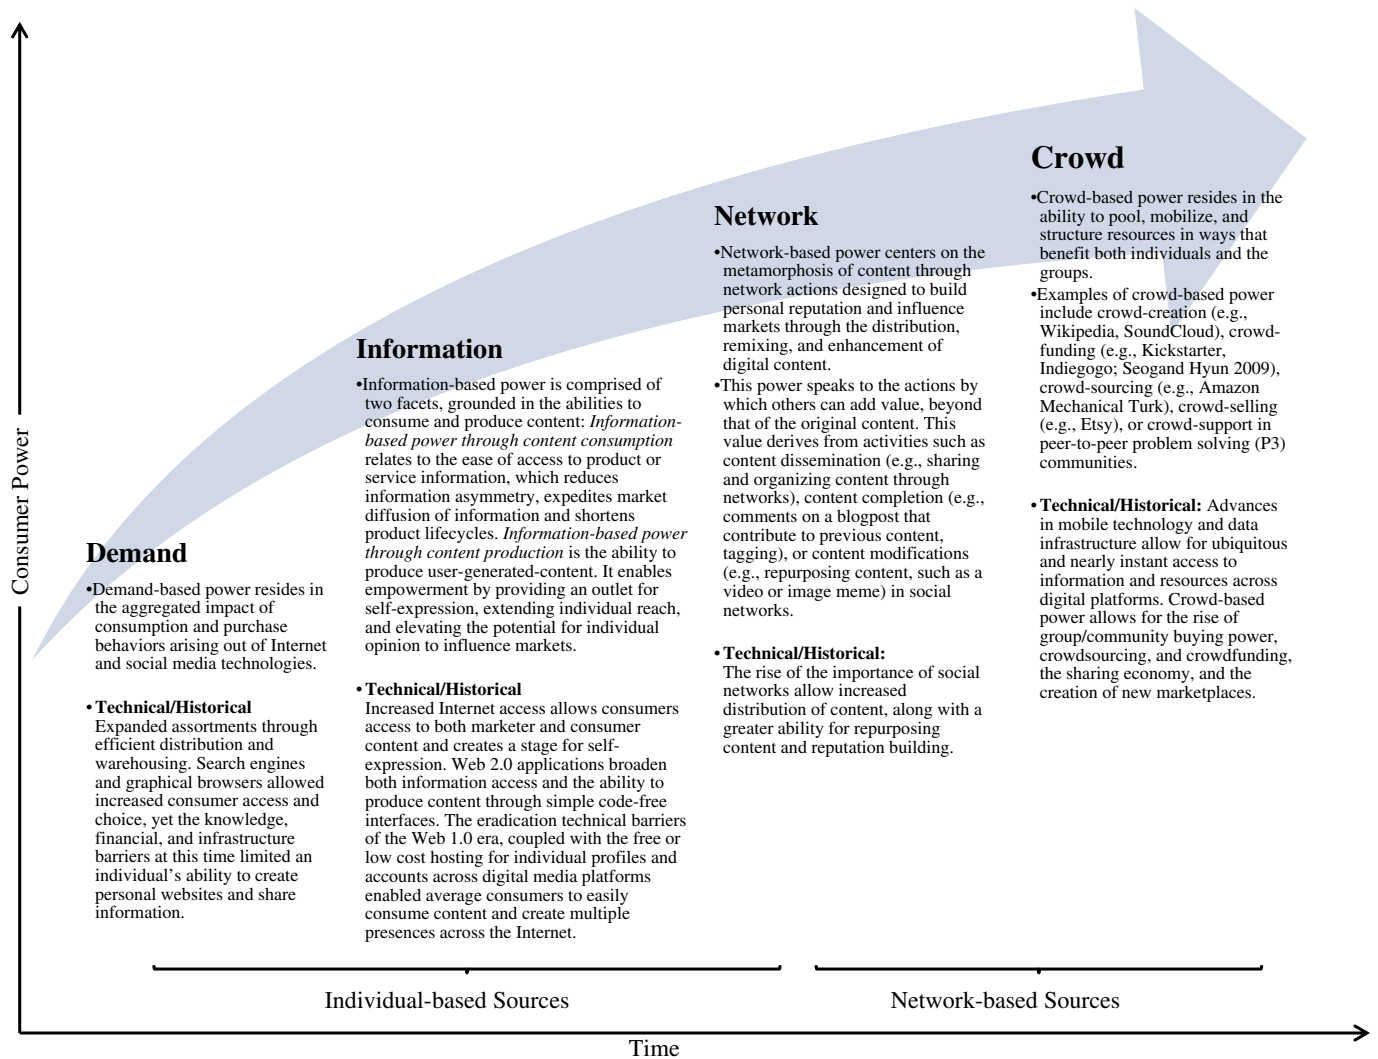 Consumer Power
Demand
•Demand-based power resides in
the aggregated impact of
consumption and purchase
behaviors arising out of Internet
and social media technologies.
• Technical/Historical
Expanded assortments through
efficient distribution and
warehousing. Search engines
and graphical browsers allowed
increased consumer access and
choice, yet the knowledge,
financial, and infrastructure
barriers at this time limited an
individual's ability to create
personal websites and share
information.
Information
•Information-based power is comprised of
two facets, grounded in the abilities to
consume and produce content: Information-
based power through content consumption
relates to the ease of access to product or
service information, which reduces
information asymmetry, expedites market
diffusion of information and shortens
product lifecycles. Information-based power
through content production is the ability to
produce user-generated-content. It enables
empowerment by providing an outlet for
self-expression, extending individual reach,
and elevating the potential for individual
opinion to influence markets.
• Technical/Historical
Increased Internet access allows consumers
access to both marketer and consumer
content and creates a stage for self-
expression. Web 2.0 applications broaden
both information access and the ability to
produce content through simple code-free
interfaces. The eradication technical barriers
of the Web 1.0 era, coupled with the free or
low cost hosting for individual profiles and
accounts across digital media platforms
enabled average consumers to easily
consume content and create multiple
presences across the Internet.
Network
•Network-based power centers on the
metamorphosis of content through
network actions designed to build
personal reputation and influence
markets through the distribution,
remixing, and enhancement of
digital content.
•This power speaks to the actions by
which others can add value, beyond
that of the original content. This
value derives from activities such as
content dissemination (e.g., sharing
and organizing content through
networks), content completion (e.g.,
comments on a blogpost that
contribute to previous content,
tagging), or content modifications
(e.g., repurposing content, such as a
video or image meme) in social
networks.
• Technical/Historical:
The rise of the importance of social
networks allow increased
distribution of content, along with a
greater ability for repurposing
content and reputation building.
Crowd
•Crowd-based power resides in the
ability to pool, mobilize, and
structure resources in ways that
benefit both individuals and the
groups.
•Examples of crowd-based power
include crowd-creation (e.g.,
Wikipedia, SoundCloud), crowd-
funding (e.g., Kickstarter,
Indiegogo; Seogand Hyun 2009),
crowd-sourcing (e.g., Amazon
Mechanical Turk), crowd-selling
(e.g., Etsy), or crowd-support in
peer-to-peer problem solving (P3)
communities.
• Technical/Historical: Advances
in mobile technology and data
infrastructure allow for ubiquitous
and nearly instant access to
information and resources across
digital platforms. Crowd-based
power allows for the rise of
group/community buying power,
crowdsourcing, and crowdfunding,
the sharing economy, and the
creation of new marketplaces.
Individual-based Sources
Network-based Sources
Time